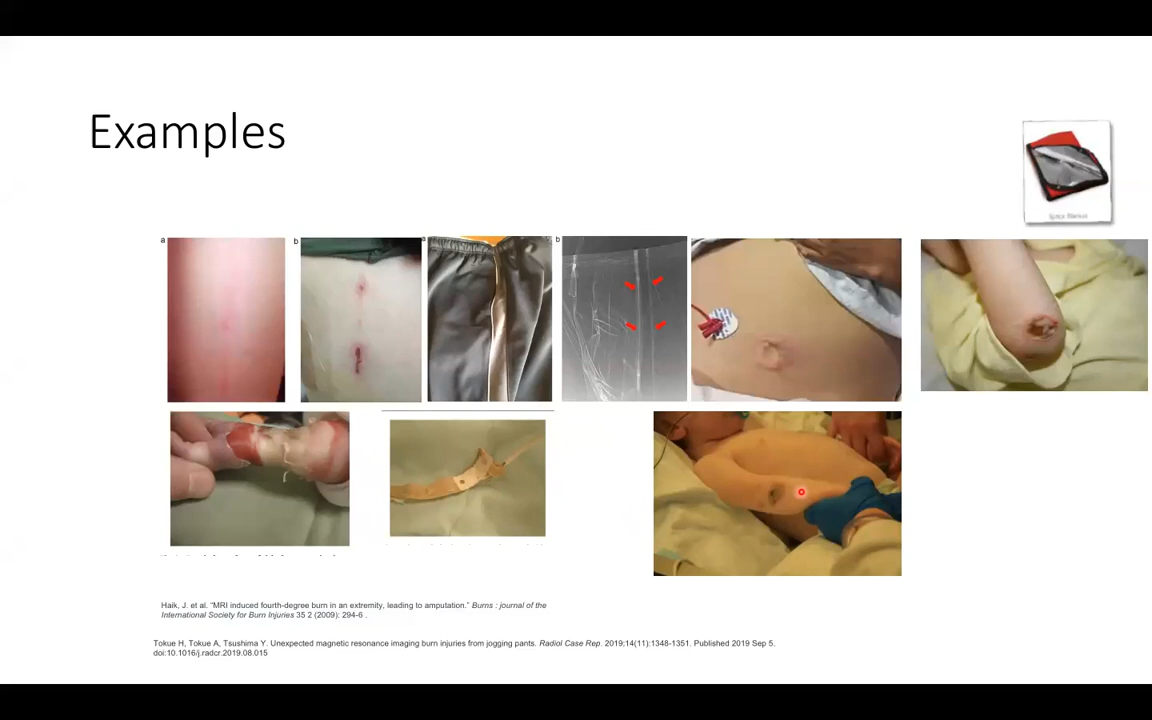 Examples
a
b
a
b
Haik, J. et al. "MRI induced fourth-degree burn in an extremity, leading to amputation." Burns : journal of the
International Society for Burn Injuries 35 2 (2009): 294-6 .
Tokue H, Tokue A, Tsushima Y. Unexpected magnetic resonance imaging burn injuries from jogging pants. Radiol Case Rep. 2019;14(11):1348-1351. Published 2019 Sep 5.
doi:10.1016/j.radcr.2019.08.015